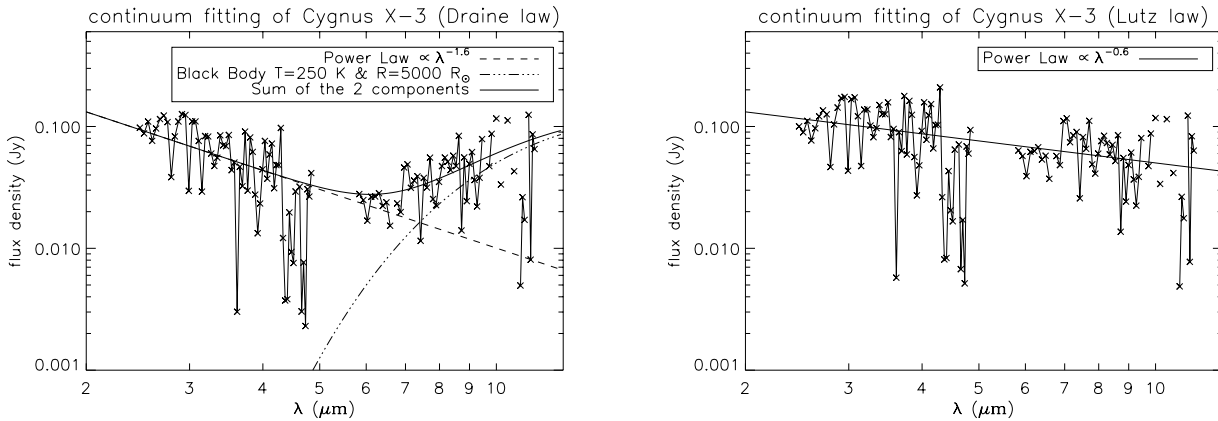 continuum fitting of Cygnus X-3 (Draine law)
Power Law ∝ λ^-1.6
Black Body T=250 K & R=5000 R☉
Sum of the 2 components
flux density (Jy)
0.100
0.010
0.001
2 3 4 5 6 7 8 9 10
λ (μm)
continuum fitting of Cygnus X-3 (Lutz law)
Power Law ∝ λ^-0.6
flux density (Jy)
0.100
0.010
0.001
2 3 4 5 6 7 8 9 10
λ (μm)